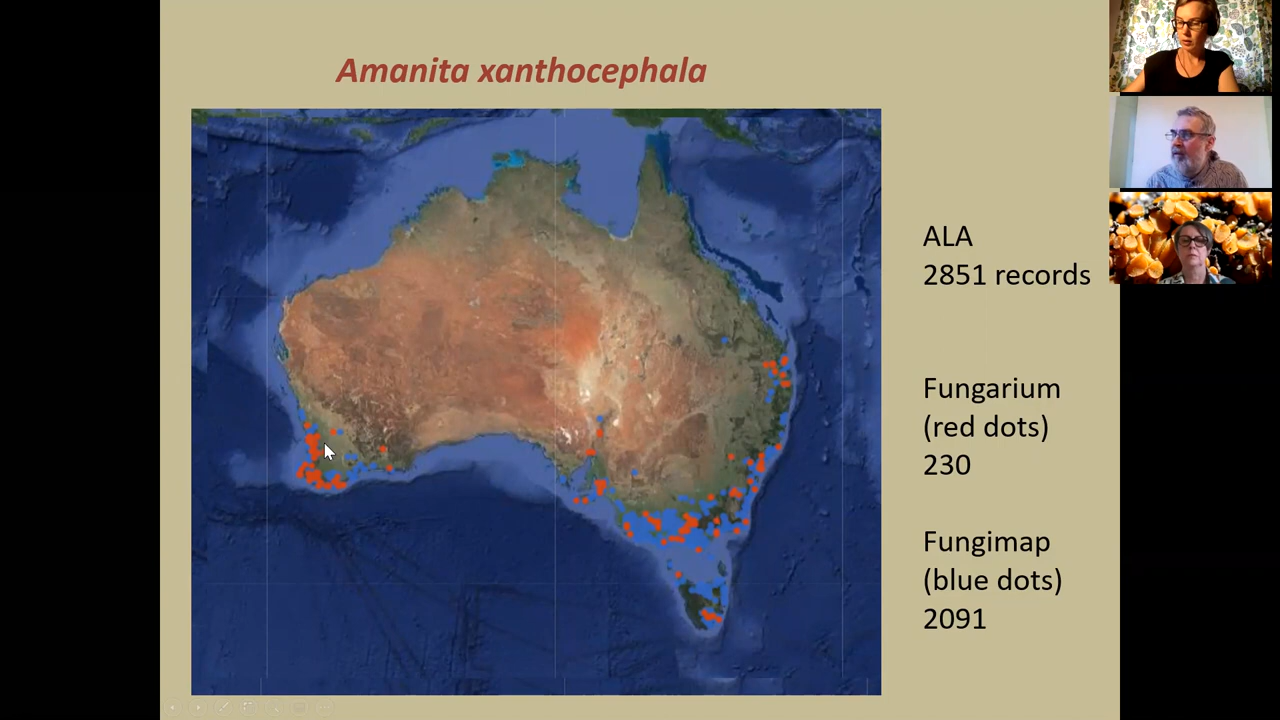 Amanita xanthocephala
ALA
2851 records
Fungarium
(red dots)
230
Fungimap
(blue dots)
2091